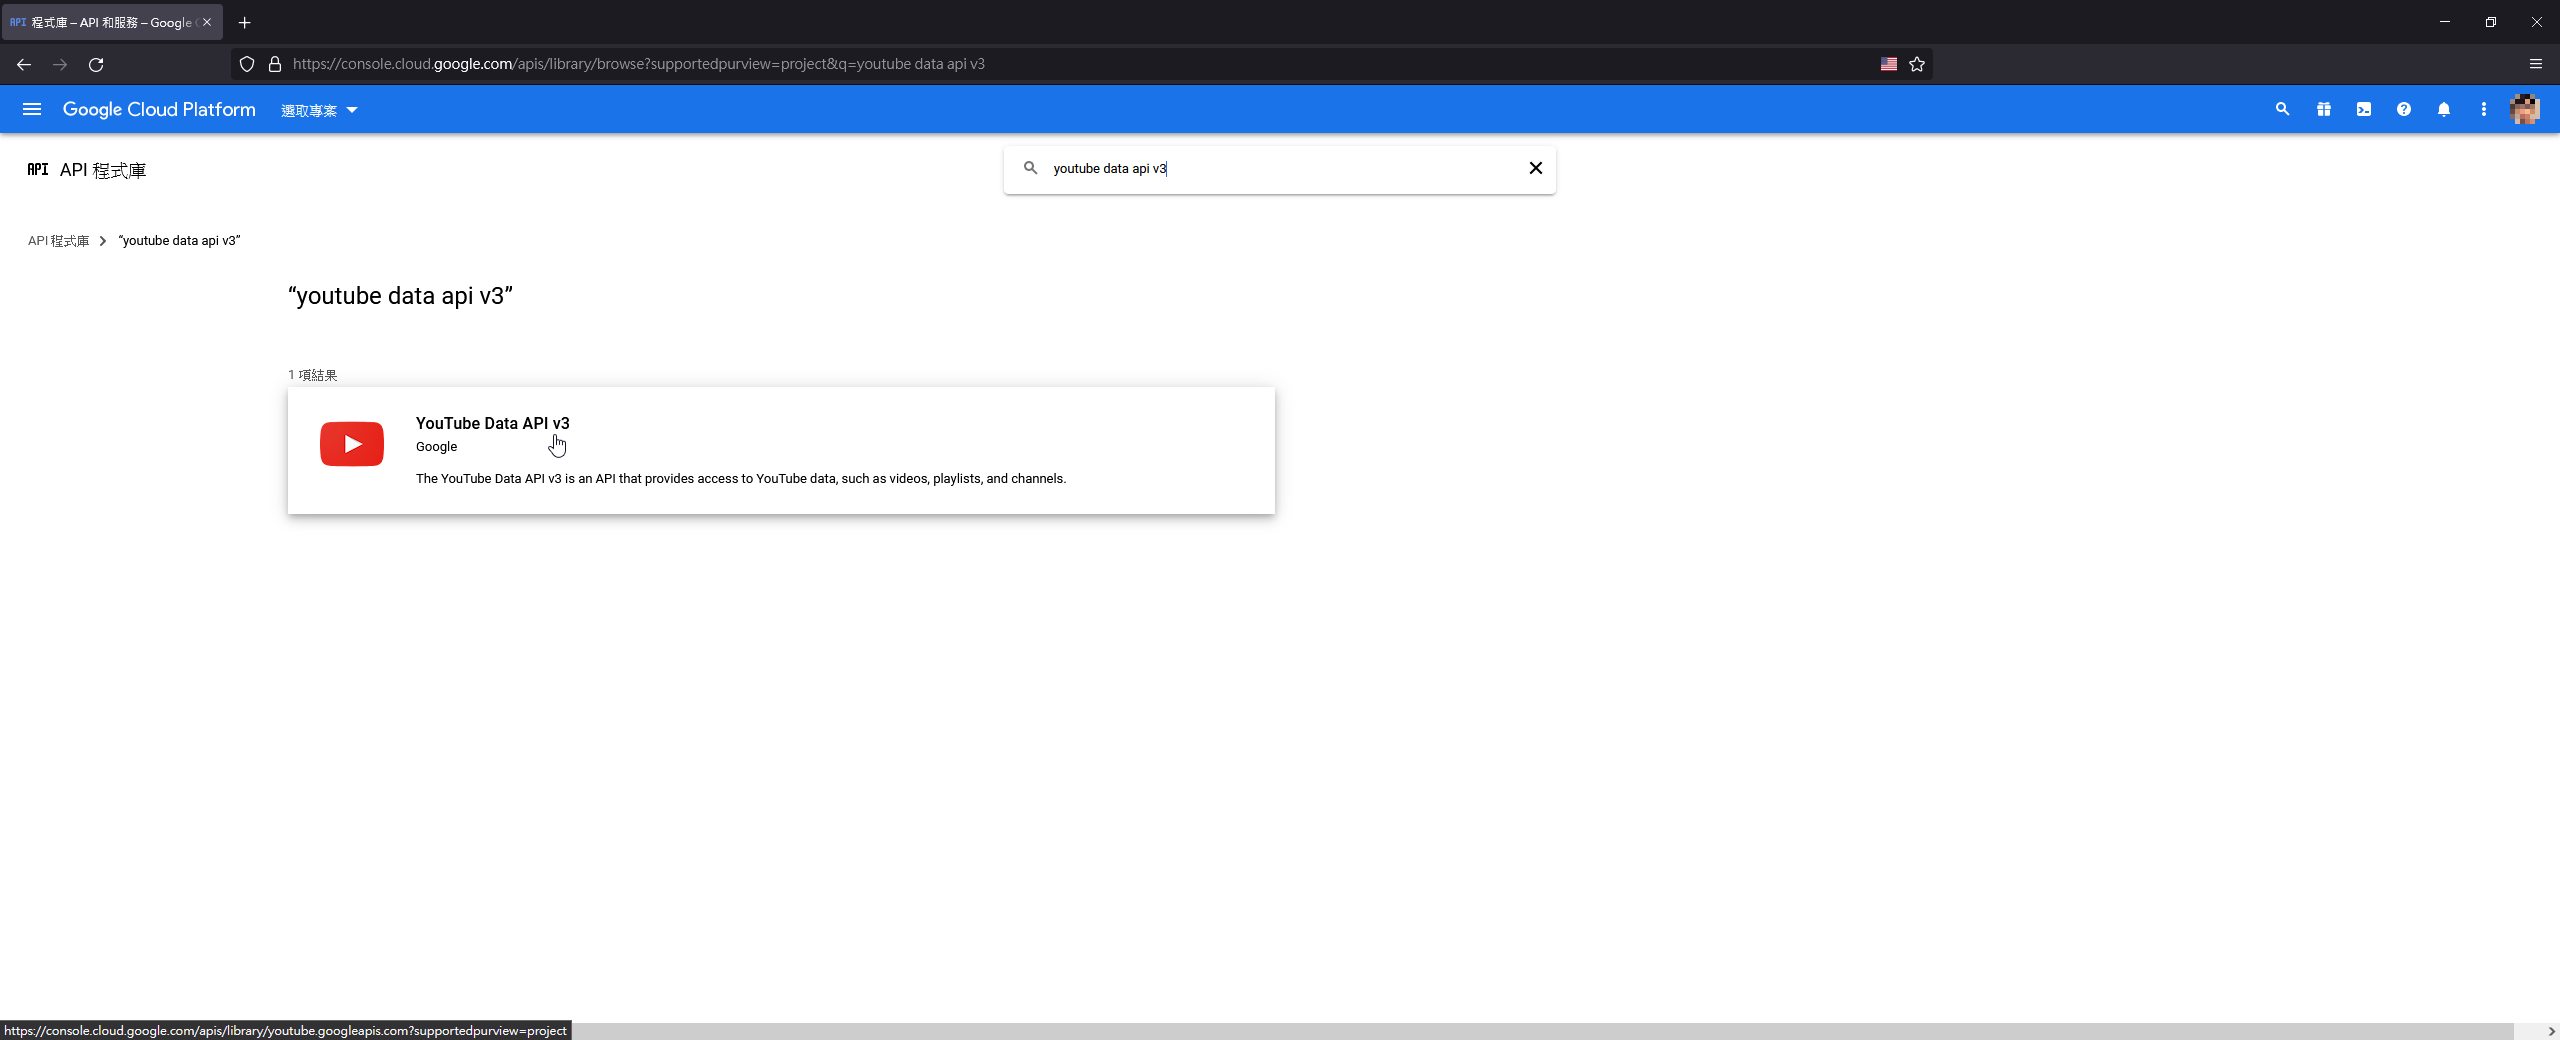 API 程式庫 – API 和服務 – Google
https://console.cloud.google.com/apis/library/browse?supportedpurview=project&q=youtube data api v3
Google Cloud Platform
選取專案
API API 程式庫
youtube data api v3
API 程式庫 “youtube data api v3”
“youtube data api v3”
1 項結果
YouTube Data API v3
Google
The YouTube Data API v3 is an API that provides access to YouTube data, such as videos, playlists, and channels.
https://console.cloud.google.com/apis/library/youtube.googleapis.com?supportedpurview=project